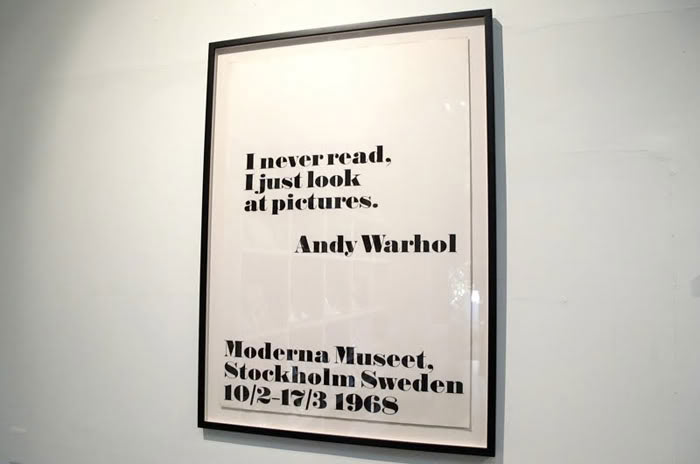 I never read,
I just look
at pictures.
Andy Warhol
Moderna Museet,
Stockholm Sweden
10/2-17/3 1968